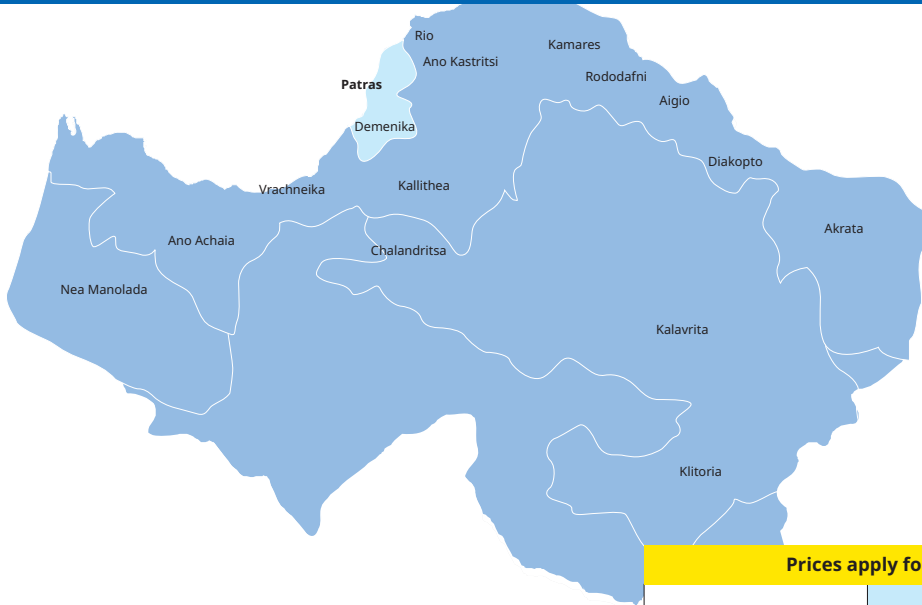 Rio
Kamares
Ano Kastritsi
Rododafni
Patras
Aigio
Demenika
Diakopto
Vrachneika
Kallithea
Akrata
Ano Achaia
Chalandritsa
Nea Manolada
Kalavrita
Klitoria
Prices apply fo